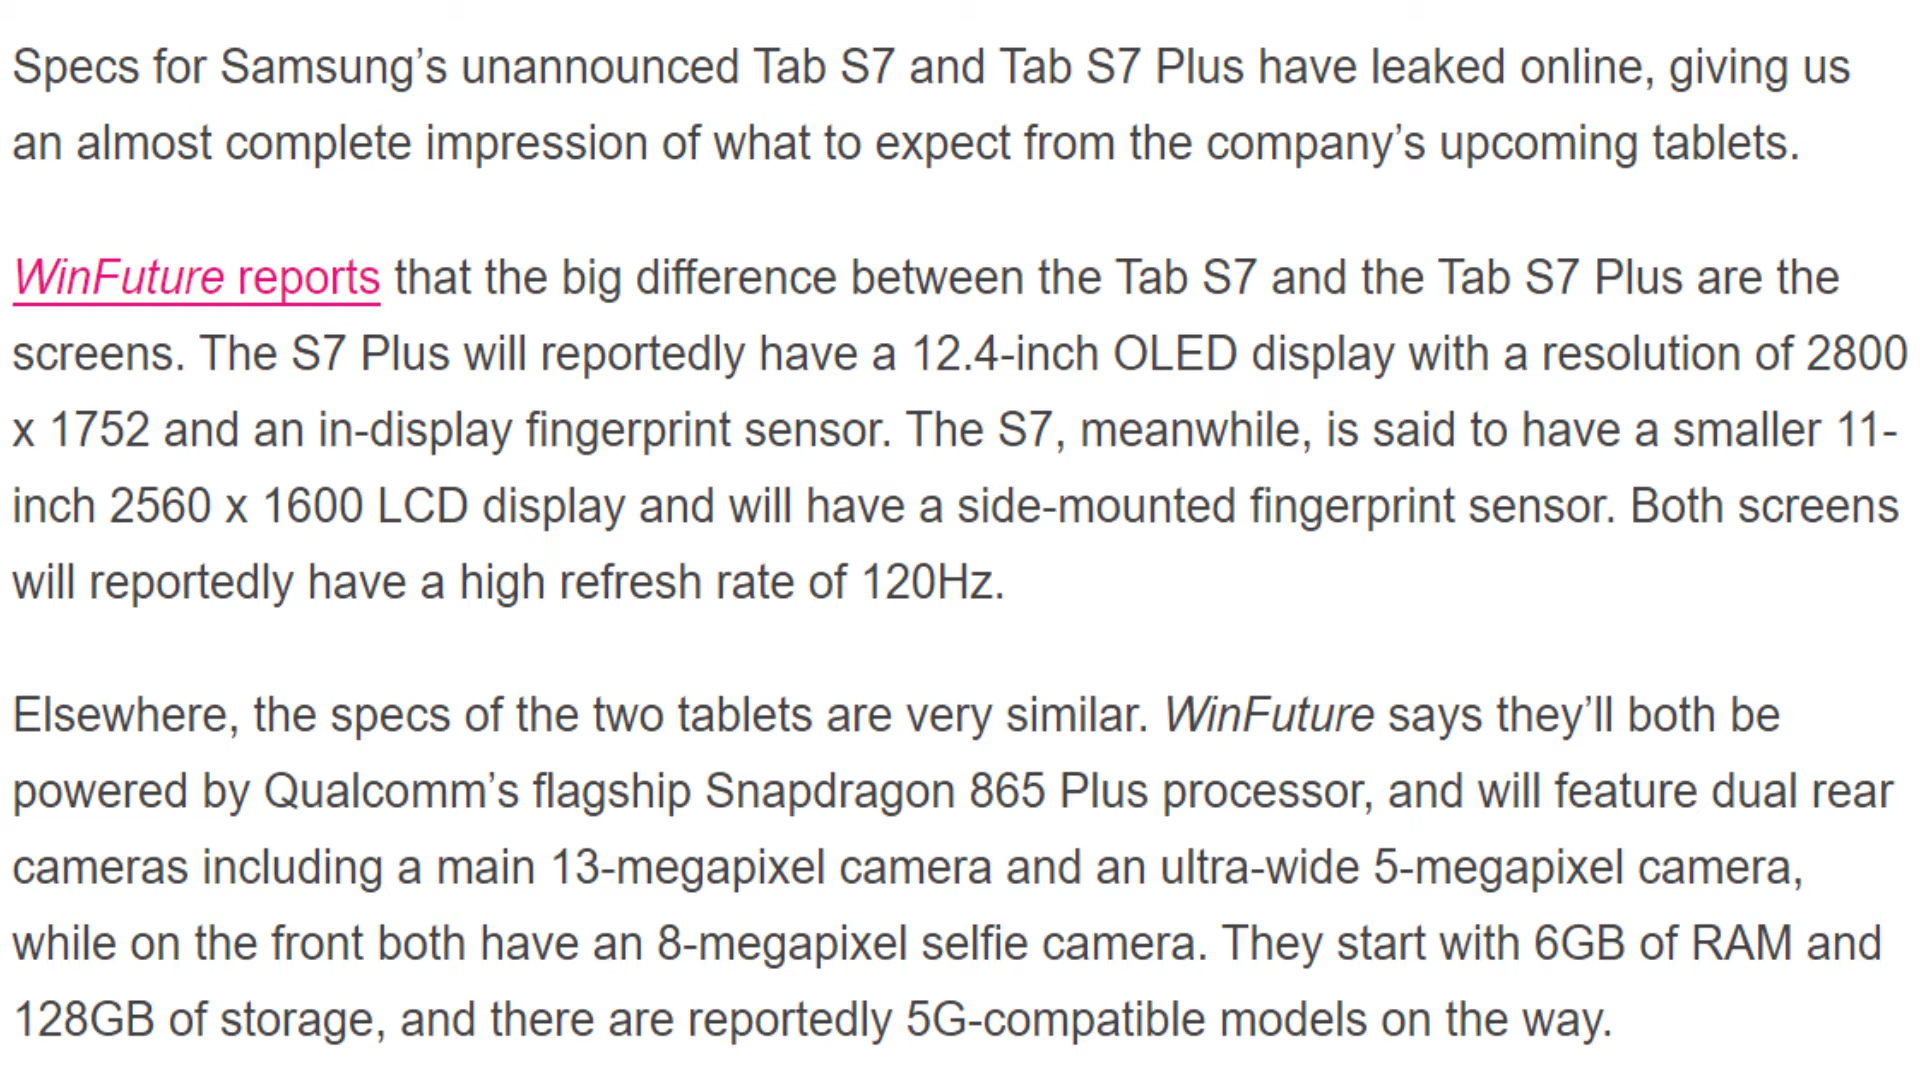 Specs for Samsung’s unannounced Tab S7 and Tab S7 Plus have leaked online, giving us
an almost complete impression of what to expect from the company’s upcoming tablets.
WinFuture reports that the big difference between the Tab S7 and the Tab S7 Plus are the
screens. The S7 Plus will reportedly have a 12.4-inch OLED display with a resolution of 2800
x 1752 and an in-display fingerprint sensor. The S7, meanwhile, is said to have a smaller 11-
inch 2560 x 1600 LCD display and will have a side-mounted fingerprint sensor. Both screens
will reportedly have a high refresh rate of 120Hz.
Elsewhere, the specs of the two tablets are very similar. WinFuture says they’ll both be
powered by Qualcomm’s flagship Snapdragon 865 Plus processor, and will feature dual rear
cameras including a main 13-megapixel camera and an ultra-wide 5-megapixel camera,
while on the front both have an 8-megapixel selfie camera. They start with 6GB of RAM and
128GB of storage, and there are reportedly 5G-compatible models on the way.